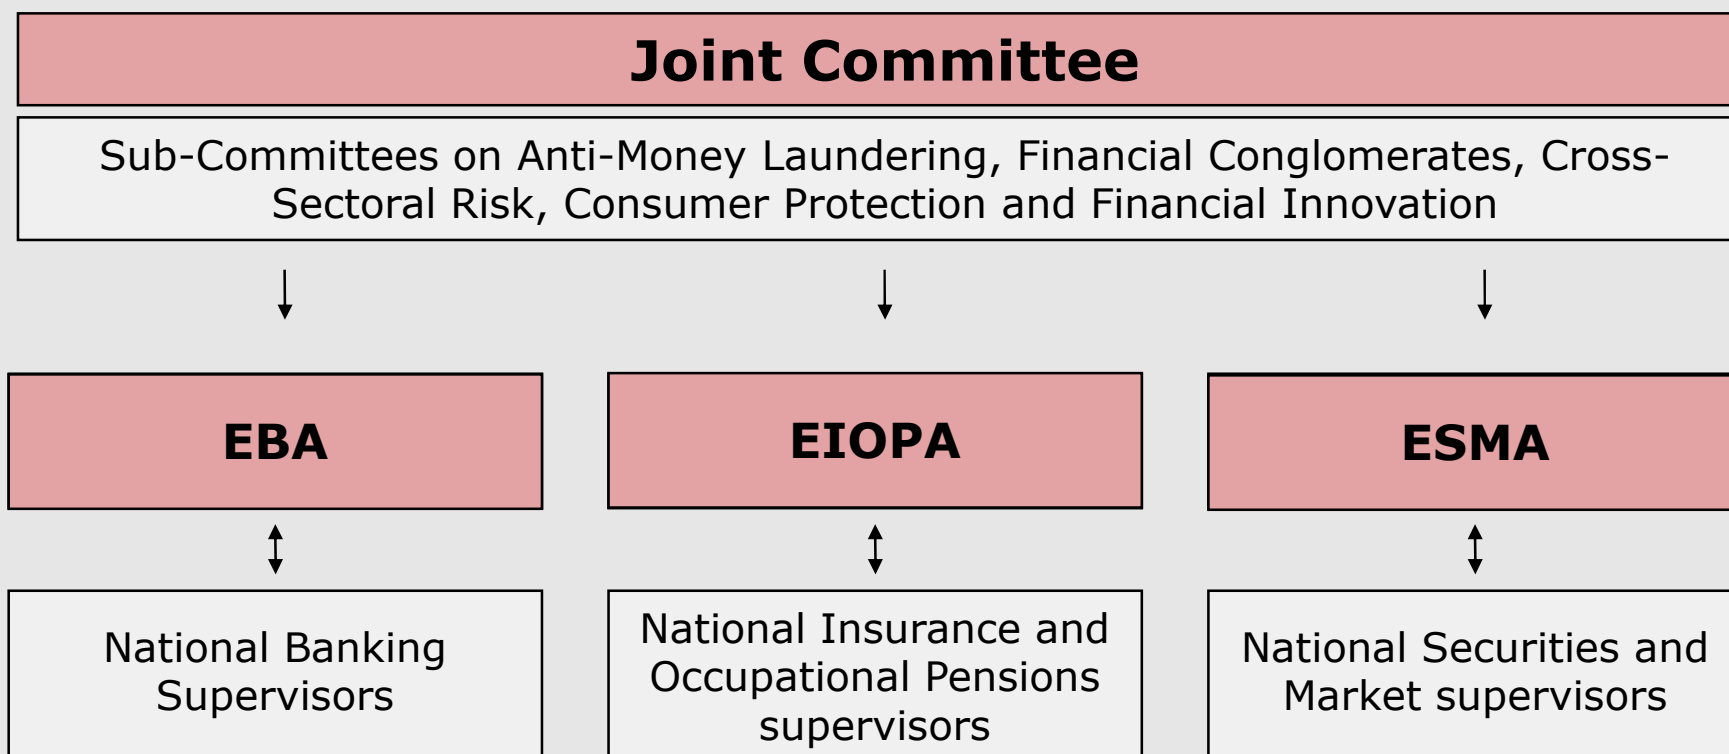 Joint Committee
Sub-Committees on Anti-Money Laundering, Financial Conglomerates, Cross-
Sectoral Risk, Consumer Protection and Financial Innovation
EBA
EIOPA
ESMA
National Banking
Supervisors
National Insurance and
Occupational Pensions
supervisors
National Securities and
Market supervisors